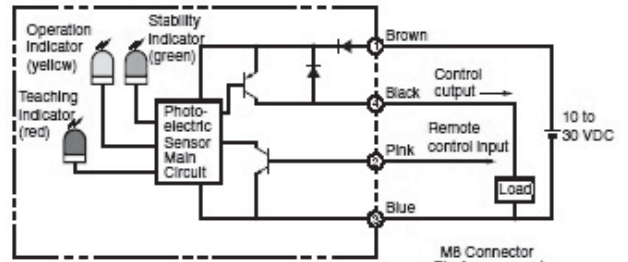 Operation
Indicator
(yellow)
Stability
Indicator
(green)
Teaching
Indicator
(red)
Photo-
electric
Sensor
Main
Circuit
1
Brown
4
Black
Control
output
2
Pink
Remote
control input
3
Blue
Load
10 to
30 VDC
M8 Connector